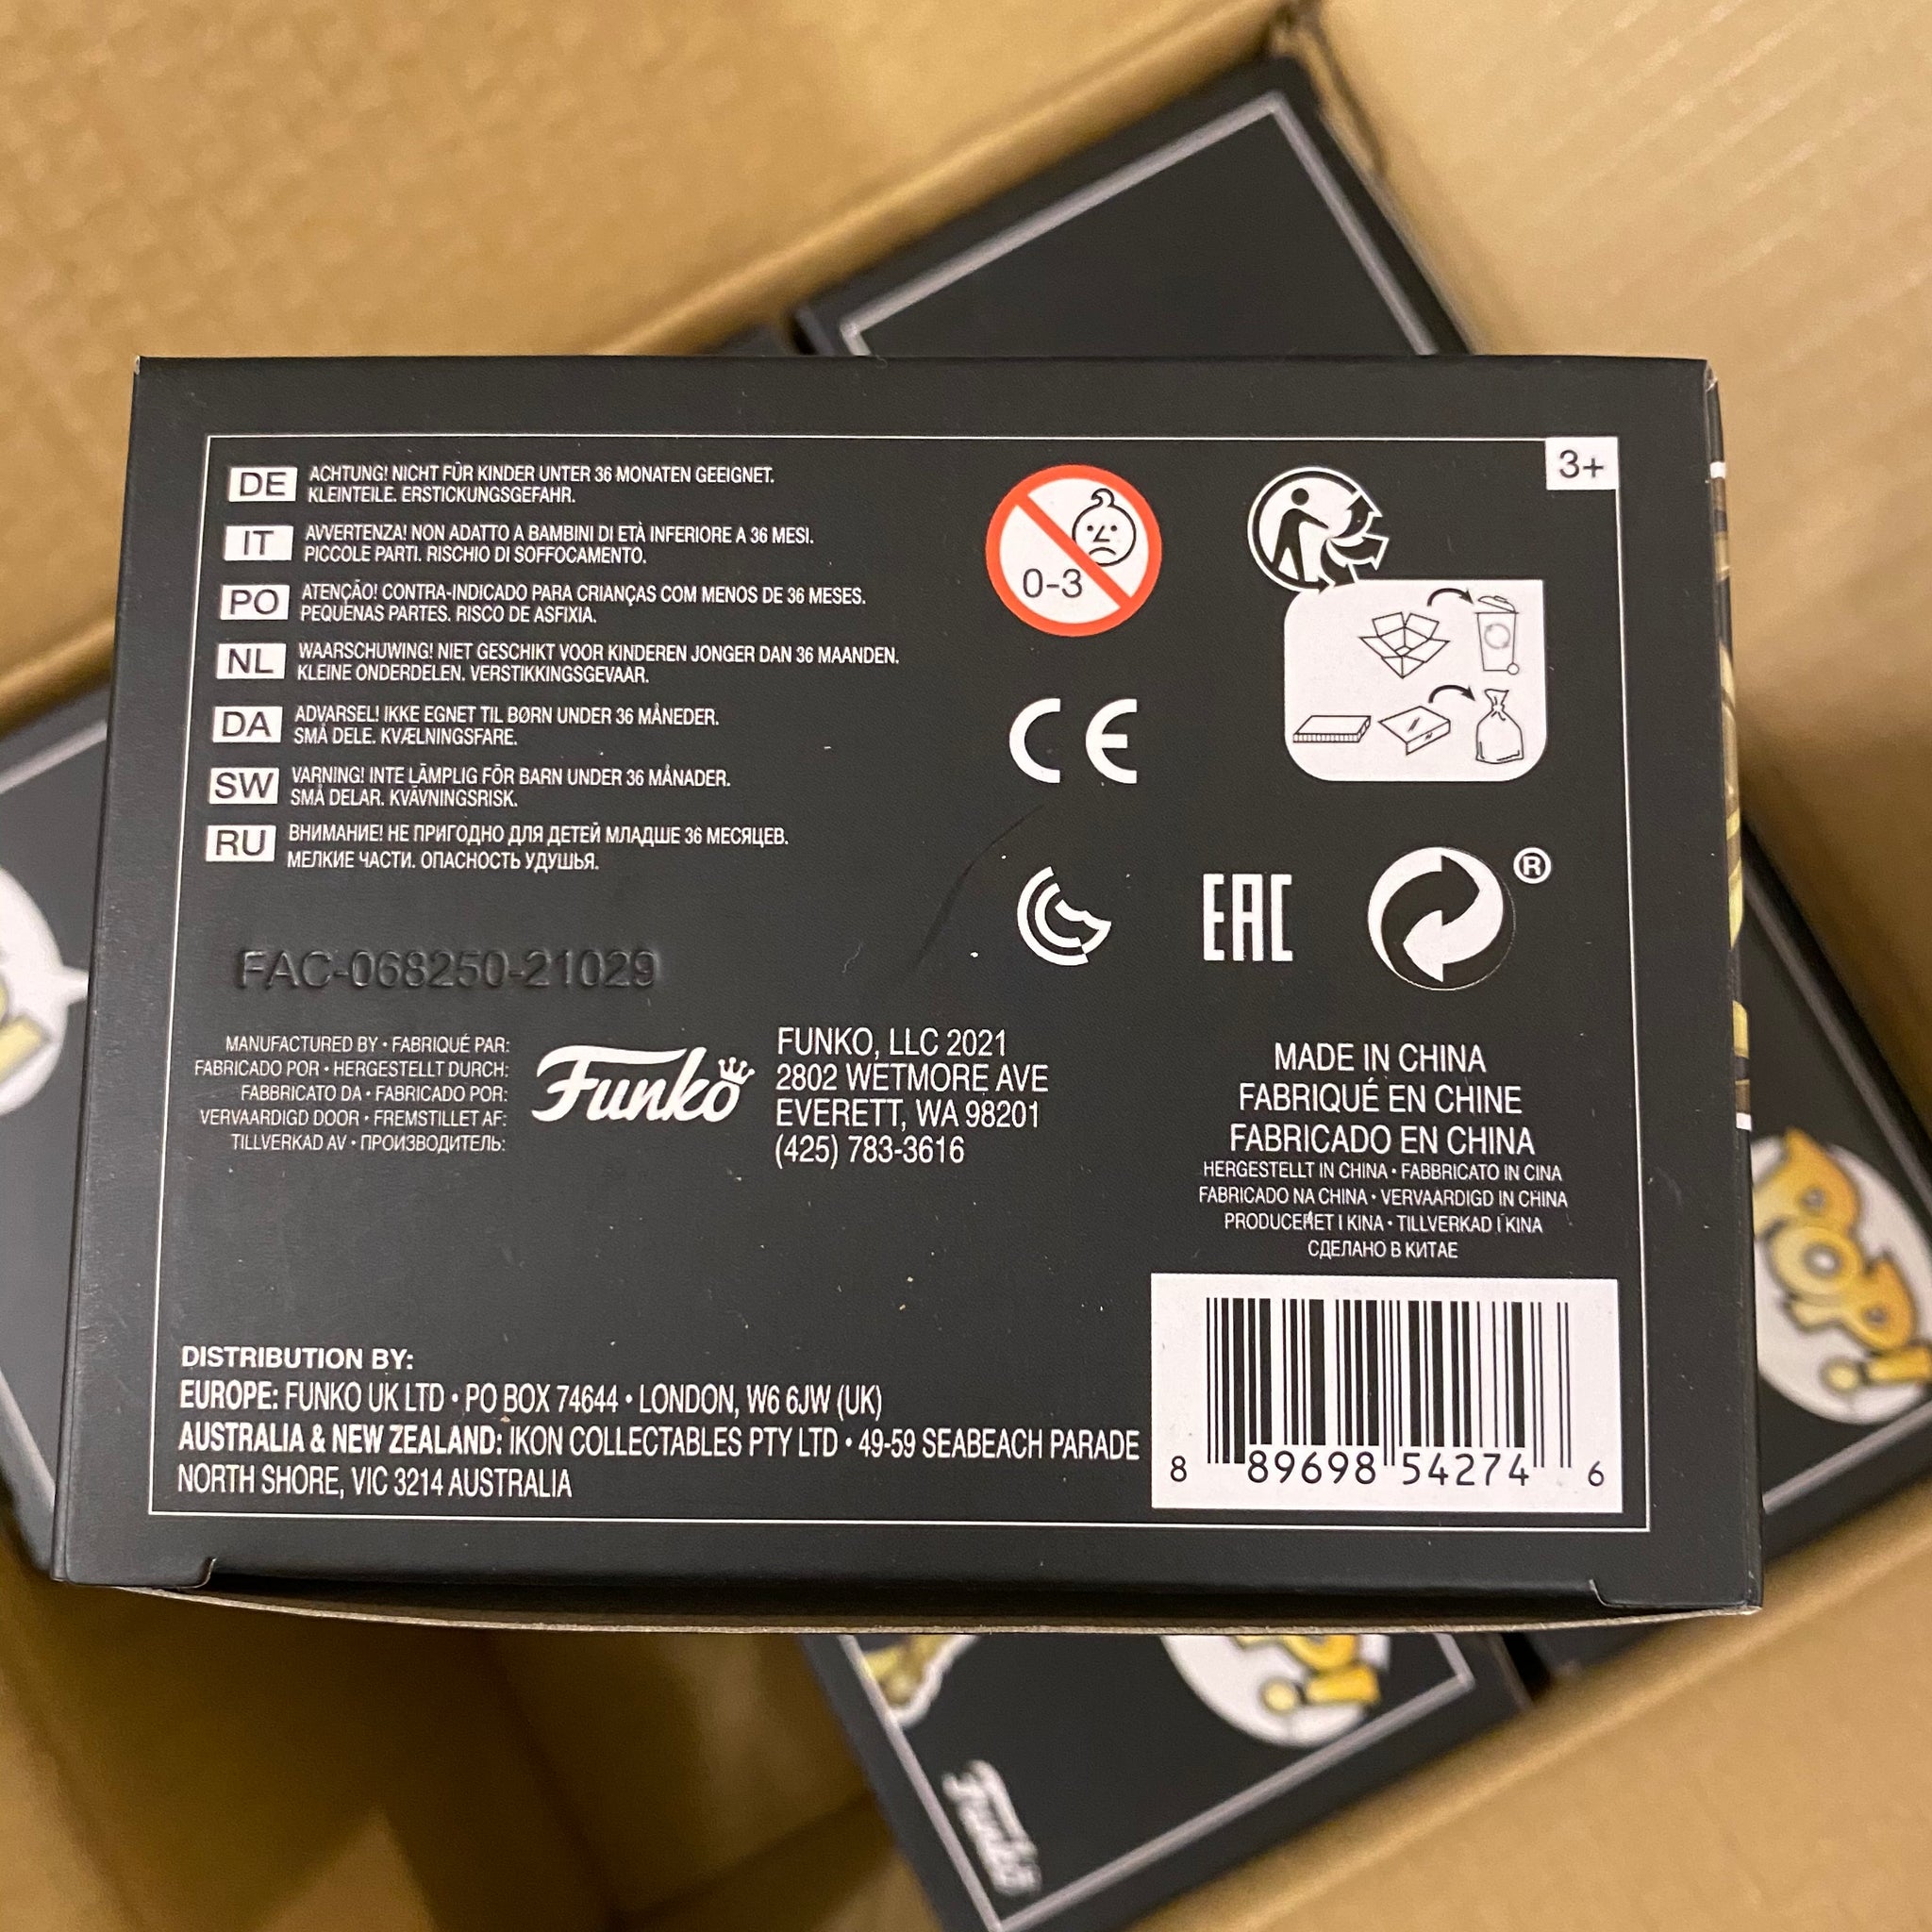 3+
DE
ACHTUNG! NICHT FÜR KINDER UNTER 36 MONATEN GEEIGNET.
KLEINTEILE. ERSTICKUNGSGEFAHR.
IT
AVVERTENZA! NON ADATTO A BAMBINI DI ETÀ INFERIORE A 36 MESI.
PICCOLE PARTI. RISCHIO DI SOFFOCAMENTO.
PO
ATENÇÃO! CONTRA-INDICADO PARA CRIANÇAS COM MENOS DE 36 MESES.
PEQUENAS PARTES. RISCO DE ASFIXIA.
NL
WAARSCHUWING! NIET GESCHIKT VOOR KINDEREN JONGER DAN 36 MAANDEN.
KLEINE ONDERDELEN. VERSTIKKINGSGEVAAR.
DA
ADVARSEL! IKKE EGNET TIL BØRN UNDER 36 MÅNEDER.
SMÅ DELE. KVÆLNINGSFARE.
SW
VARNING! INTE LÄMPLIG FÖR BARN UNDER 36 MÅNADER.
SMÅ DELAR. KVÄVNINGSRISK.
RU
ВНИМАНИЕ! НЕ ПРИГОДНО ДЛЯ ДЕТЕЙ МЛАДШЕ 36 МЕСЯЦЕВ.
МЕЛКИЕ ЧАСТИ. ОПАСНОСТЬ УДУШЬЯ.
0-3
CE
EAC
®
FAC-068250-21029
MANUFACTURED BY • FABRIQUÉ PAR:
FABRICADO POR • HERGESTELLT DURCH:
FABBRICATO DA • FABRICADO POR:
VERVAARDIGD DOOR • FREMSTILLET AF:
TILLVERKAD AV • ПРОИЗВОДИТЕЛЬ:
Funko
FUNKO, LLC 2021
2802 WETMORE AVE
EVERETT, WA 98201
(425) 783-3616
MADE IN CHINA
FABRIQUÉ EN CHINE
FABRICADO EN CHINA
HERGESTELLT IN CHINA • FABBRICATO IN CINA
FABRICADO NA CHINA • VERVAARDIGD IN CHINA
PRODUCERET I KINA • TILLVERKAD I KINA
СДЕЛАНО В КИТАЕ
DISTRIBUTION BY:
EUROPE: FUNKO UK LTD • PO BOX 74644 • LONDON, W6 6JW (UK)
AUSTRALIA & NEW ZEALAND: IKON COLLECTABLES PTY LTD • 49-59 SEABEACH PARADE
NORTH SHORE, VIC 3214 AUSTRALIA
8 89698 54274 6
POP!
Funko